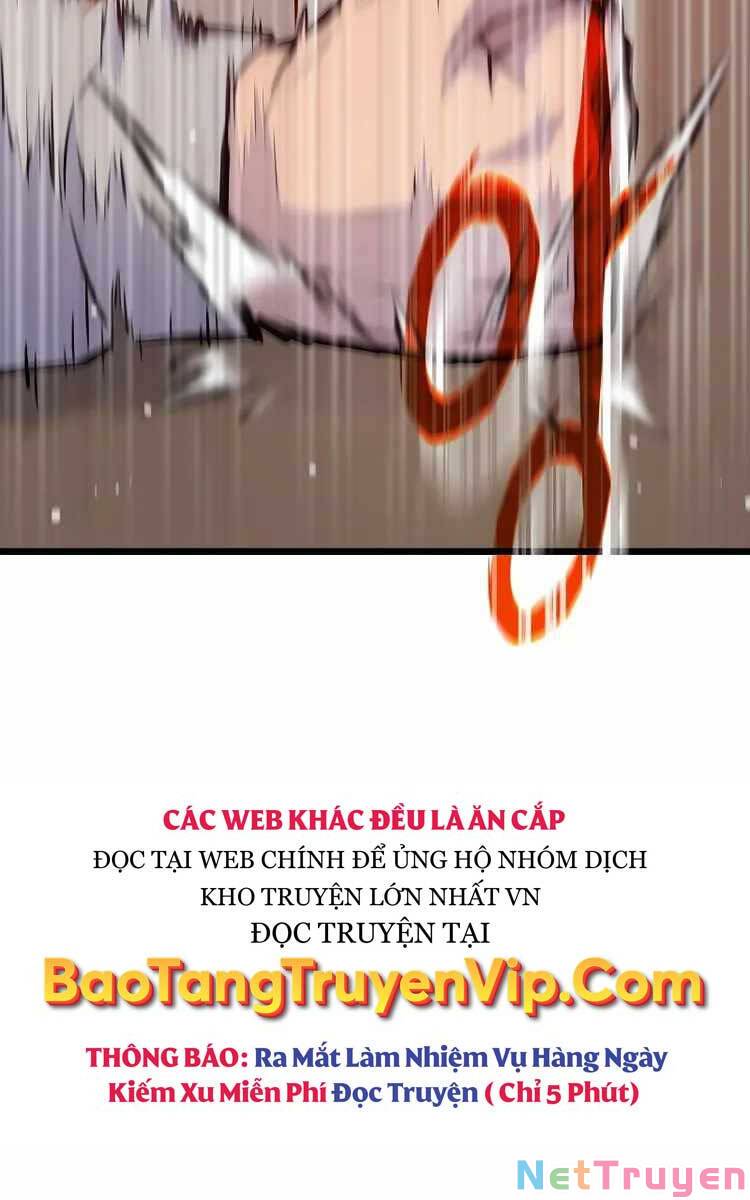 양
CÁC WEB KHÁC ĐỀU LÀ ĂN CẮP
ĐỌC TẠI WEB CHÍNH ĐỂ ỦNG HỘ NHÓM DỊCH
KHO TRUYỆN LỚN NHẤT VN
ĐỌC TRUYỆN TẠI
BaoTangTruyenVip.Com
THÔNG BÁO: Ra Mắt Làm Nhiệm Vụ Hàng Ngày
Kiếm Xu Miễn Phí Đọc Truyện ( Chỉ 5 Phút)
NetTruyen